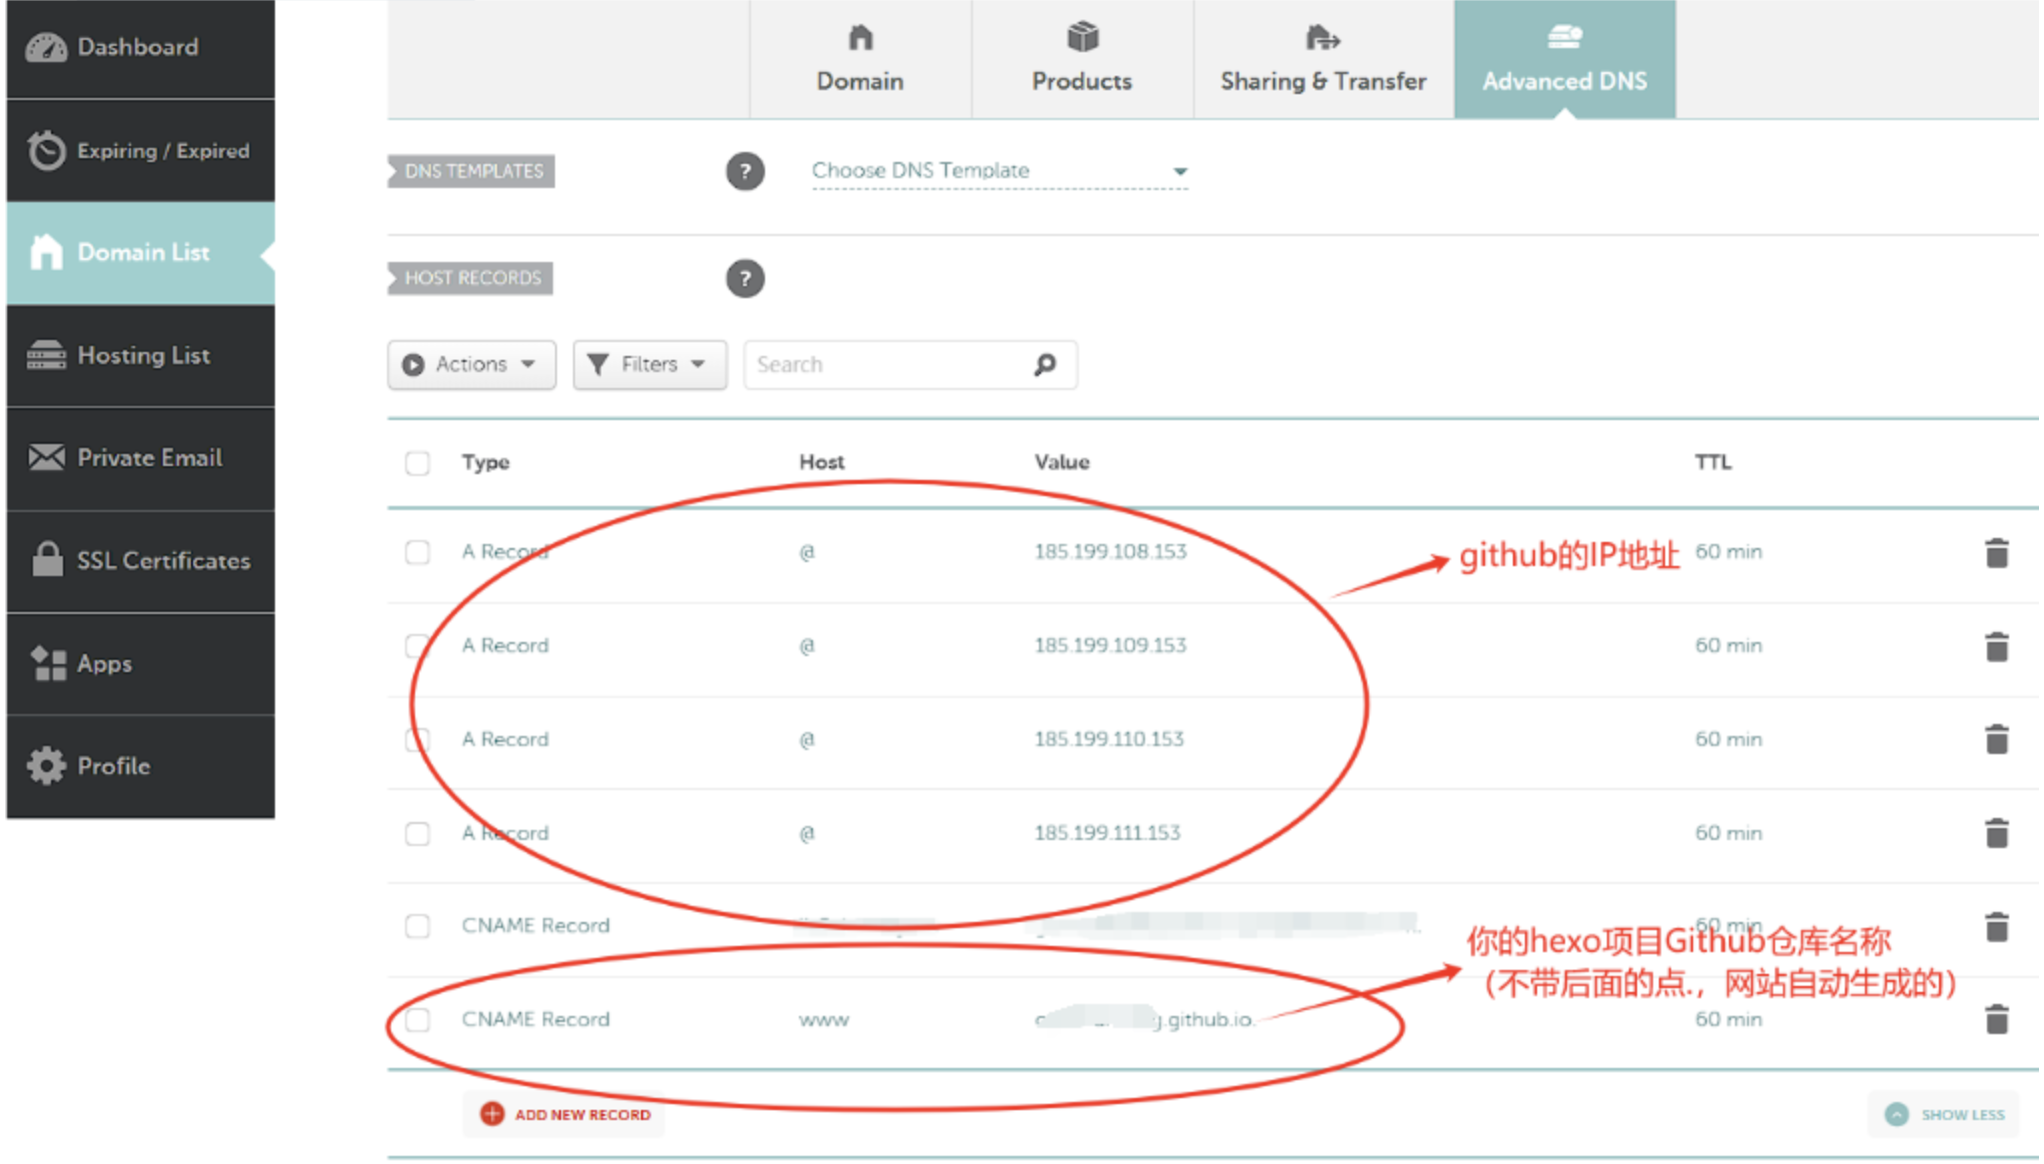 Dashboard
Expiring / Expired
Domain List
Hosting List
Private Email
SSL Certificates
Apps
Profile
Domain
Products
Sharing & Transfer
Advanced DNS
DNS TEMPLATES
?
Choose DNS Template
HOST RECORDS
?
Actions
Filters
Search
Type Host Value TTL
A Record @ 185.199.108.153 60 min
github的IP地址
A Record @ 185.199.109.153 60 min
A Record @ 185.199.110.153 60 min
A Record @ 185.199.111.153 60 min
CNAME Record 60 min
你的hexo项目Github仓库名称
（不带后面的点.，网站自动生成的）
CNAME Record www .github.io. 60 min
ADD NEW RECORD
SHOW LESS